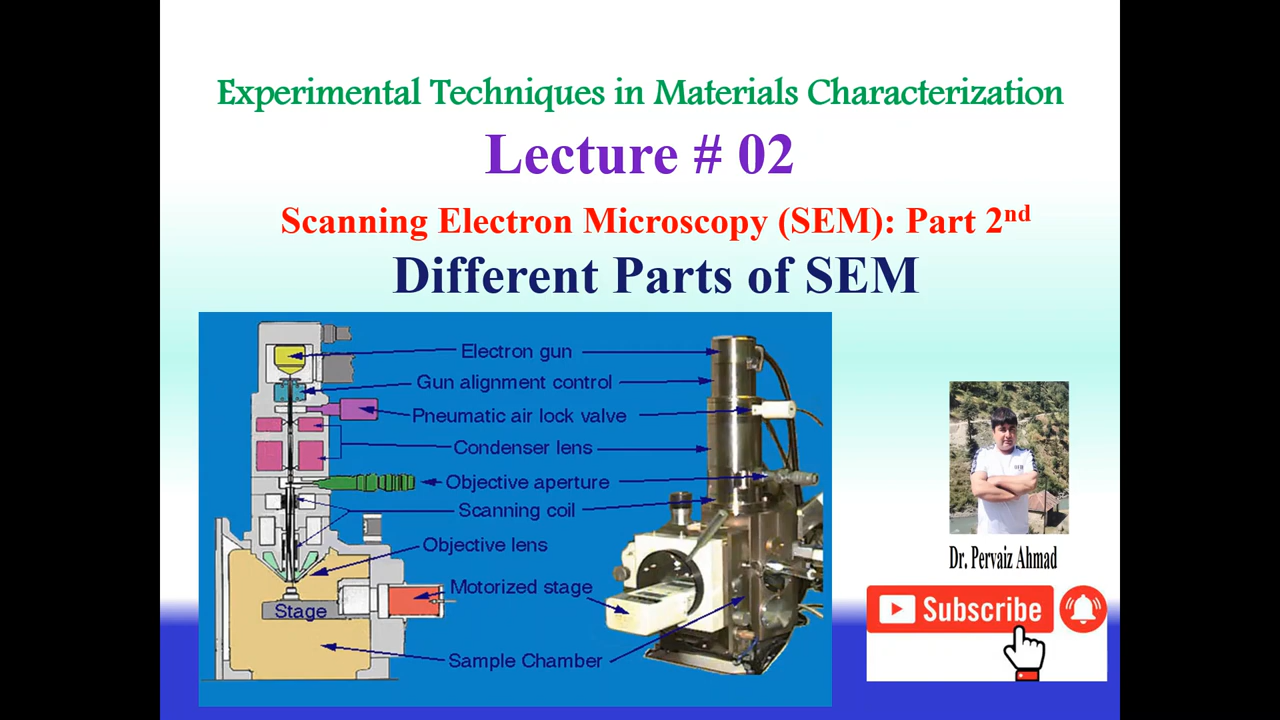 Experimental Techniques in Materials Characterization
Lecture # 02
Scanning Electron Microscopy (SEM): Part 2nd
Different Parts of SEM
Electron gun
Gun alignment control
Pneumatic air lock valve
Condenser lens
Objective aperture
Scanning coil
Objective lens
Motorized stage
Stage
Sample Chamber
Dr. Pervaiz Ahmad
Subscribe